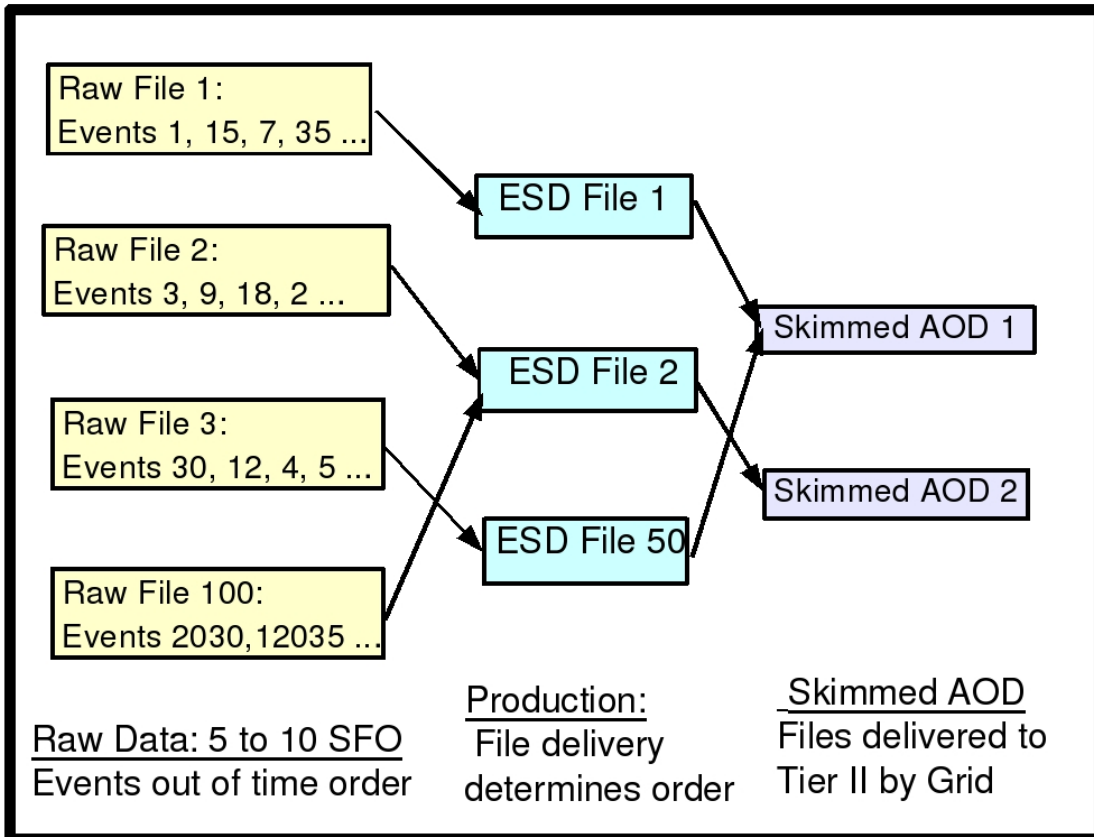 Raw File 1:
Events 1, 15, 7, 35 ...
Raw File 2:
Events 3, 9, 18, 2 ...
Raw File 3:
Events 30, 12, 4, 5 ...
Raw File 100:
Events 2030,12035 ...
Raw Data: 5 to 10 SFO
Events out of time order
ESD File 1
ESD File 2
ESD File 50
Production:
File delivery
determines order
Skimmed AOD 1
Skimmed AOD 2
Skimmed AOD
Files delivered to
Tier II by Grid